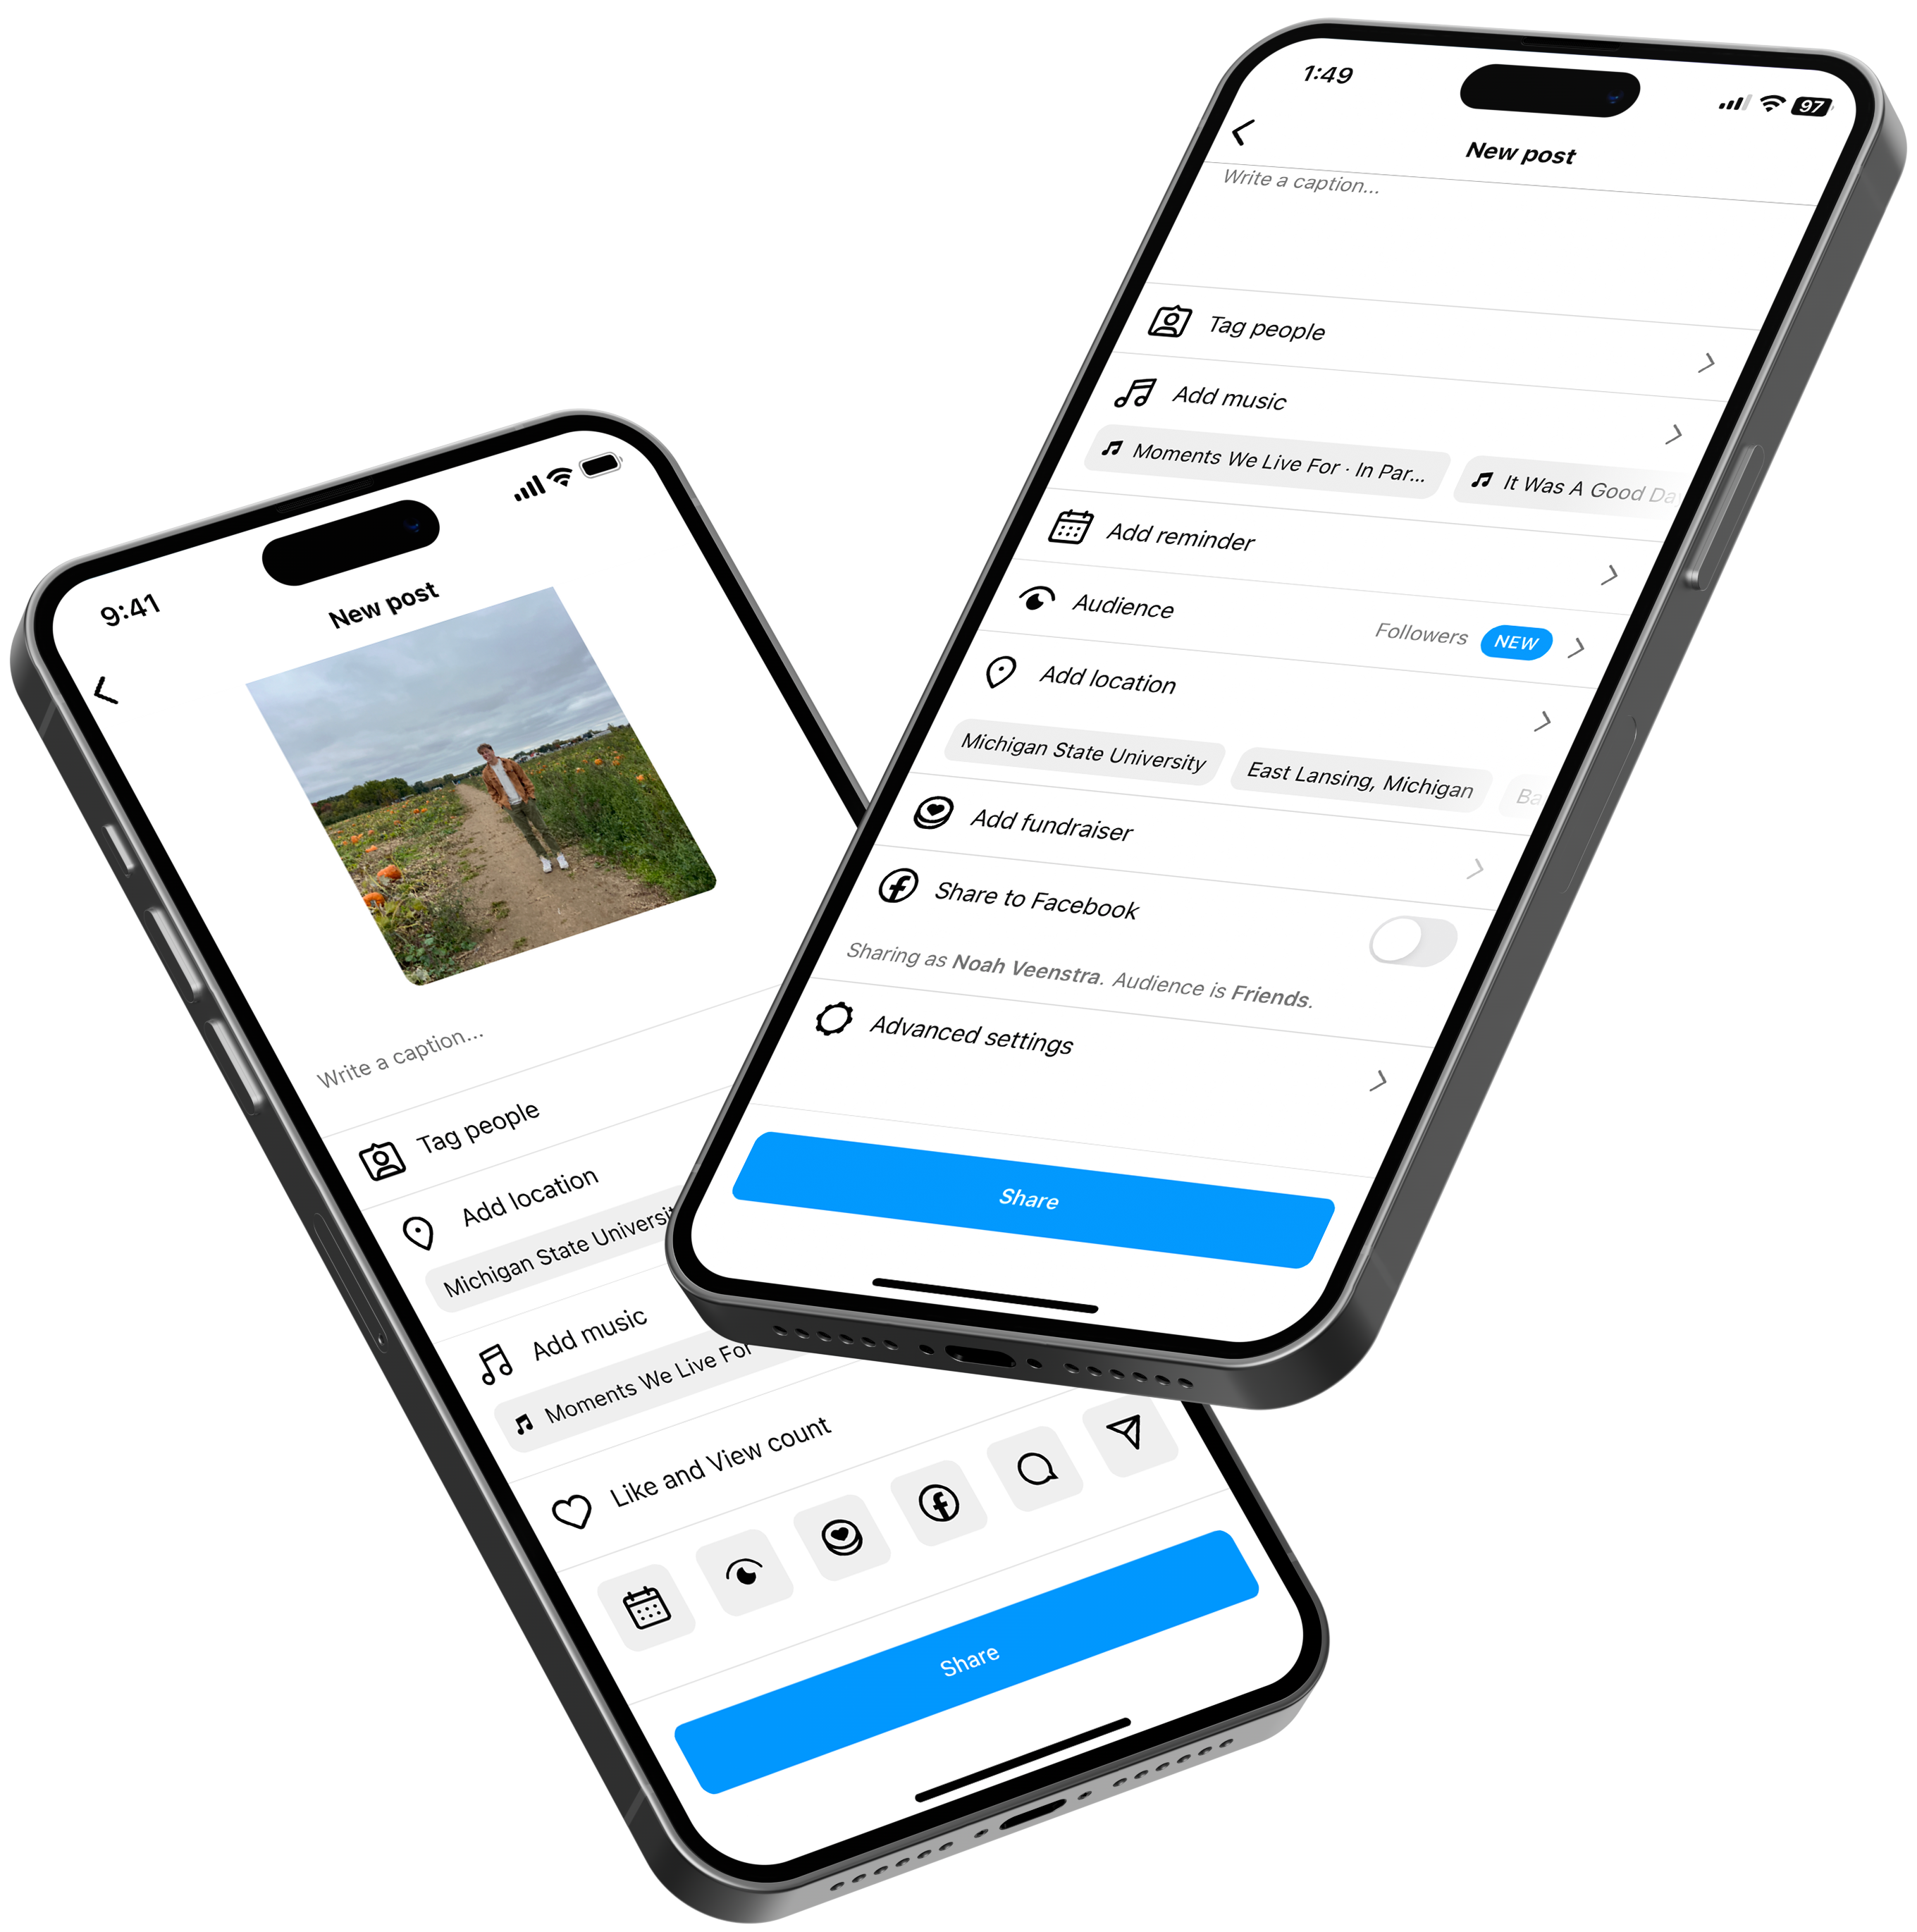 9:41
New post
Write a caption...
Tag people
Add location
Michigan State Universit
Add music
Moments We Live For
Like and View count
Share
1:49
97
New post
Write a caption...
Tag people
Add music
Moments We Live For · In Par...
It Was A Good Da
Add reminder
Audience
Followers NEW
Add location
Michigan State University
East Lansing, Michigan
Ba
Add fundraiser
Share to Facebook
Sharing as Noah Veenstra. Audience is Friends.
Advanced settings
Share